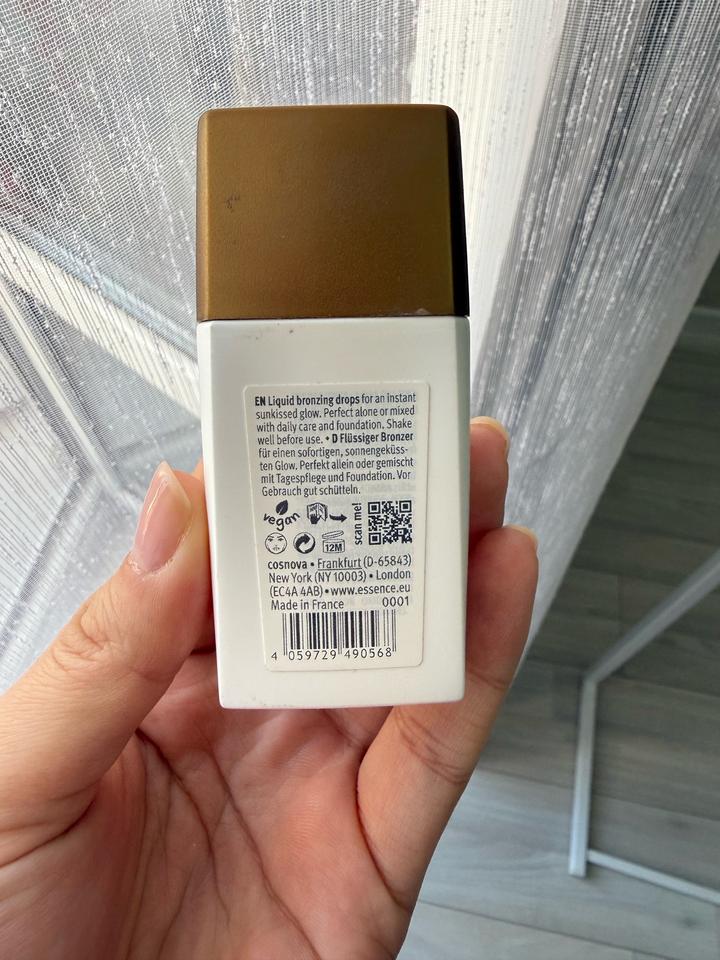 EN Liquid bronzing drops for an instant
sunkissed glow. Perfect alone or mixed
with daily care and foundation. Shake
well before use. • D Flüssiger Bronzer
für einen sofortigen, sonnengeküss-
ten Glow. Perfekt allein oder gemischt
mit Tagespflege und Foundation. Vor
Gebrauch gut schütteln.
vegan
scan me!
12M
cosnova • Frankfurt (D-65843)
New York (NY 10003) • London
(EC4A 4AB) • www.essence.eu
Made in France 0001
4 059729 490568